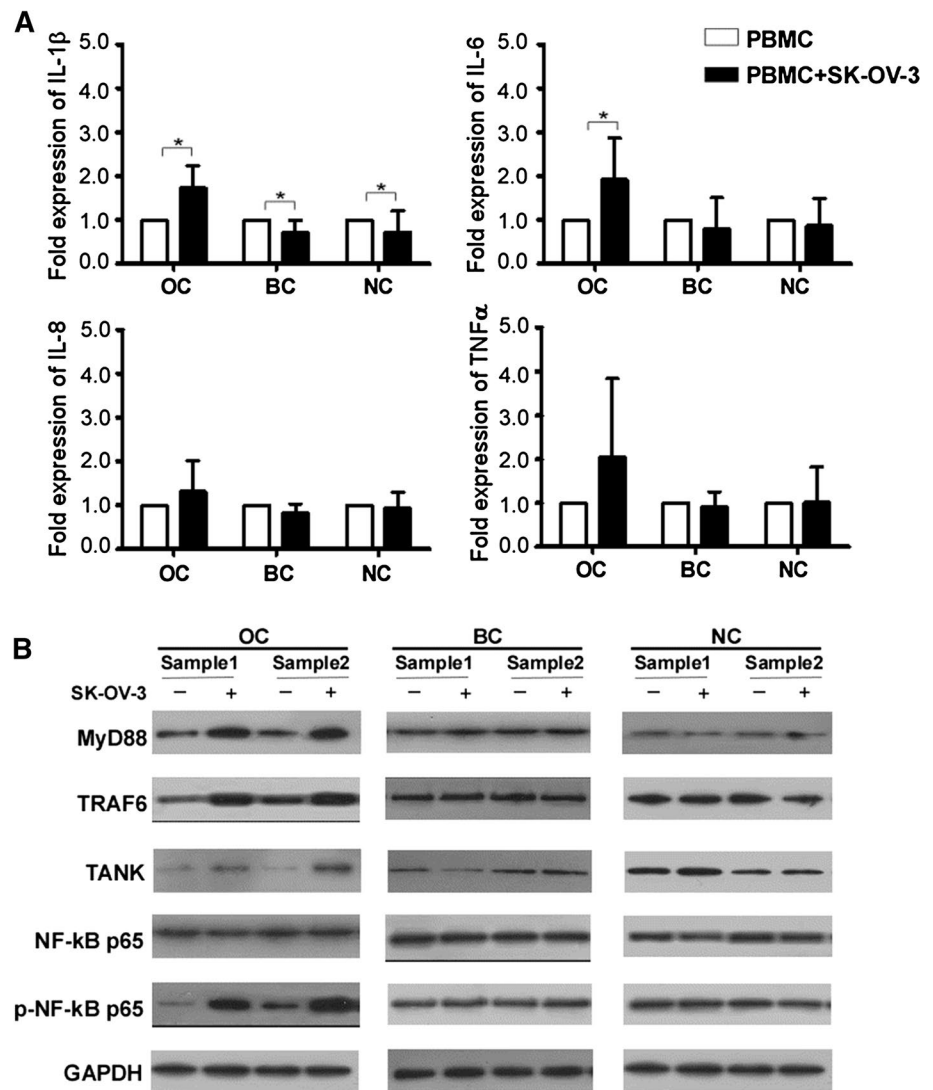 A
PBMC
PBMC+SK-OV-3
Fold expression of IL-1β
5.0
4.0
3.0
2.0
1.0
0.0
*
*
*
OC BC NC
Fold expression of IL-6
5.0
4.0
3.0
2.0
1.0
0.0
*
OC BC NC
Fold expression of IL-8
5.0
4.0
3.0
2.0
1.0
0.0
OC BC NC
Fold expression of TNFα
5.0
4.0
3.0
2.0
1.0
0.0
OC BC NC
B
OC BC NC
Sample1 Sample2 Sample1 Sample2 Sample1 Sample2
SK-OV-3 − + − + − + − + − + − +
MyD88
TRAF6
TANK
NF-kB p65
p-NF-kB p65
GAPDH